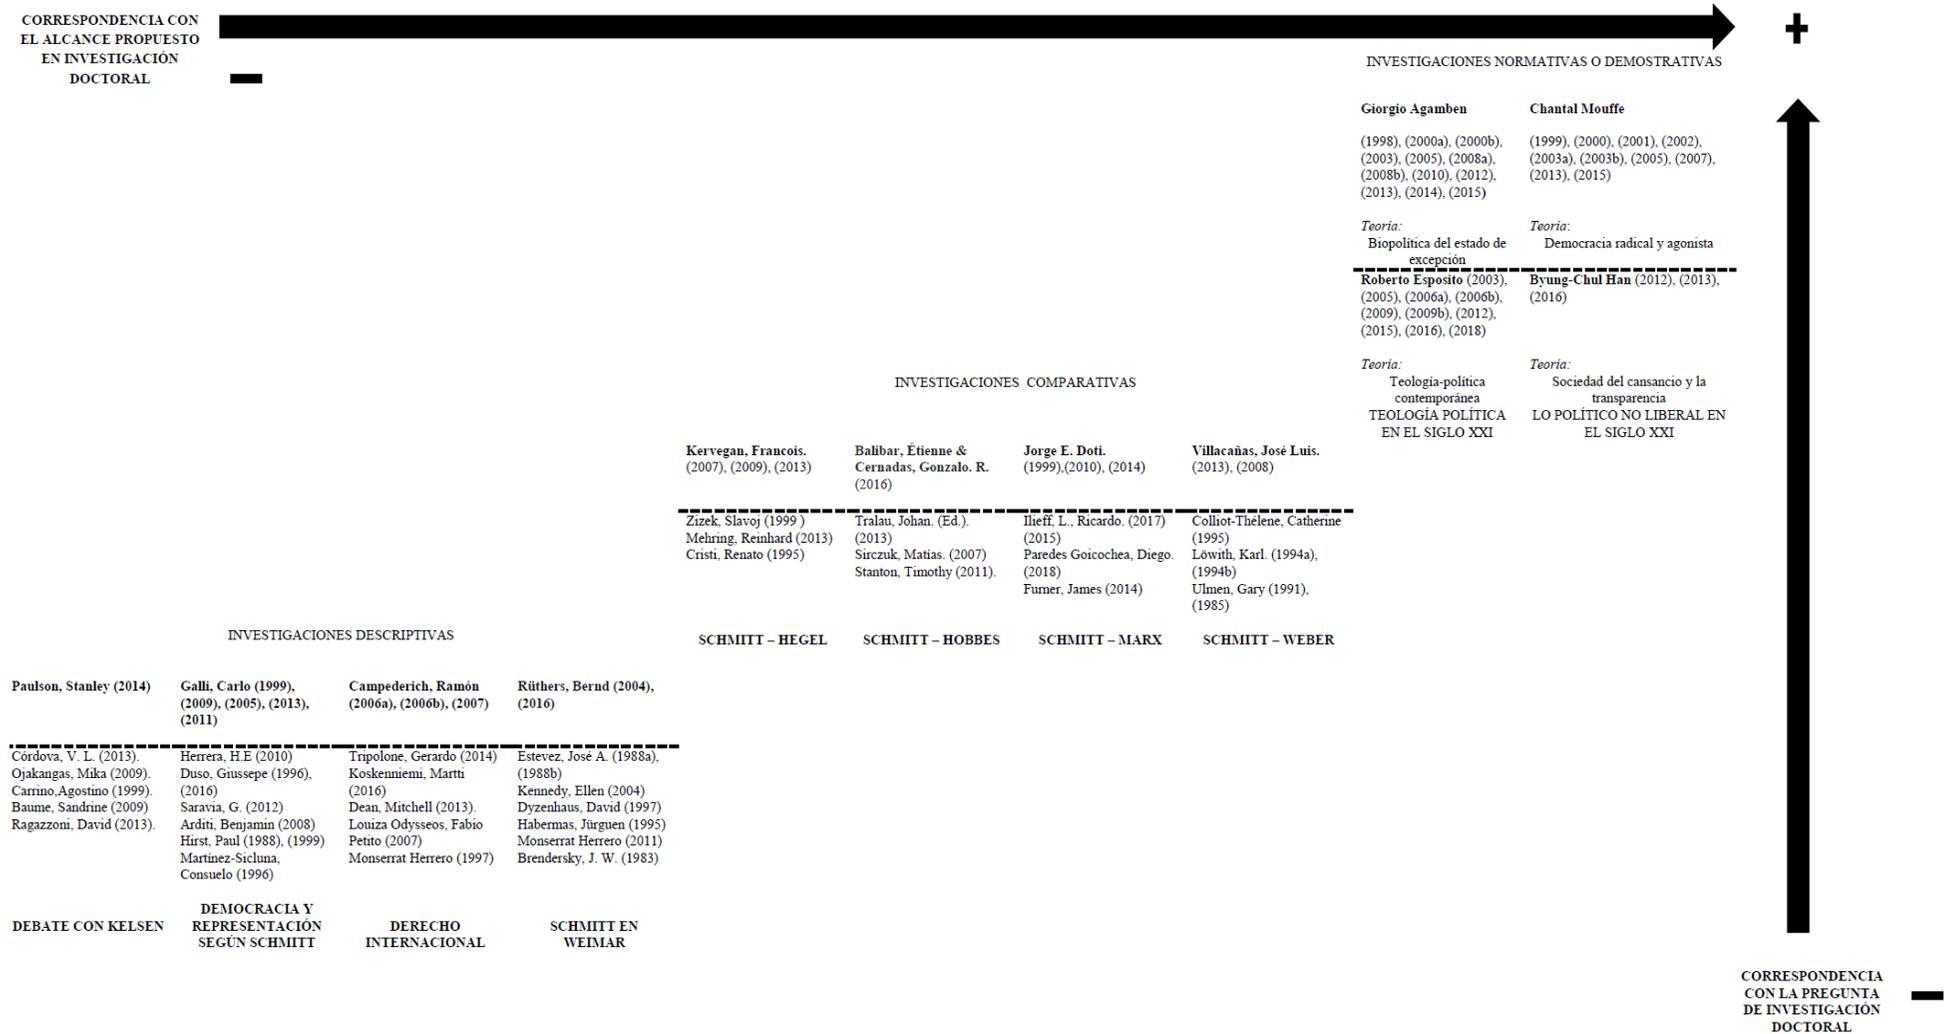 CORRESPONDENCIA CON
EL ALCANCE PROPUESTO
EN INVESTIGACIÓN
DOCTORAL
INVESTIGACIONES NORMATIVAS O DEMOSTRATIVAS
Giorgio Agamben
(1998), (2000a), (2000b),
(2003), (2005), (2008a),
(2008b), (2010), (2012),
(2013), (2014), (2015)
Teoría:
Biopolítica del estado de
excepción
Chantal Mouffe
(1999), (2000), (2001), (2002),
(2003a), (2003b), (2005), (2007),
(2013), (2015)
Teoría:
Democracia radical y agonista
Roberto Esposito (2003),
(2005), (2006a), (2006b),
(2009), (2009b), (2012),
(2015), (2016), (2018)
Teoría:
Teología-política
contemporánea
TEOLOGÍA POLÍTICA
EN EL SIGLO XXI
Byung-Chul Han (2012), (2013),
(2016)
Teoría:
Sociedad del cansancio y la
transparencia
LO POLÍTICO NO LIBERAL EN
EL SIGLO XXI
INVESTIGACIONES COMPARATIVAS
Kervegan, Francois.
(2007), (2009), (2013)
Zizek, Slavoj (1999 )
Mehring, Reinhard (2013)
Cristi, Renato (1995)
SCHMITT – HEGEL
Balibar, Étienne &
Cernadas, Gonzalo. R.
(2016)
Tralau, Johan. (Ed.).
(2013)
Sirczuk, Matías. (2007)
Stanton, Timothy (2011).
SCHMITT – HOBBES
Jorge E. Doti.
(1999),(2010), (2014)
Ilieff, L., Ricardo. (2017)
(2015)
Paredes Goicochea, Diego.
(2018)
Furner, James (2014)
SCHMITT – MARX
Villacañas, José Luis.
(2013), (2008)
Colliot-Thélene, Catherine
(1995)
Löwith, Karl. (1994a),
(1994b)
Ulmen, Gary (1991),
(1985)
SCHMITT – WEBER
INVESTIGACIONES DESCRIPTIVAS
Paulson, Stanley (2014)
Córdova, V. L. (2013).
Ojakangas, Mika (2009).
Carrino,Agostino (1999).
Baume, Sandrine (2009)
Ragazzoni, David (2013).
DEBATE CON KELSEN
Galli, Carlo (1999),
(2009), (2005), (2013),
(2011)
Herrera, H.E (2010)
Duso, Giussepe (1996),
(2016)
Saravia, G. (2012)
Arditi, Benjamin (2008)
Hirst, Paul (1988), (1999)
Martínez-Sicluna,
Consuelo (1996)
DEMOCRACIA Y
REPRESENTACIÓN
SEGÚN SCHMITT
Campederich, Ramón
(2006a), (2006b), (2007)
Tripolone, Gerardo (2014)
Koskenniemi, Martti
(2016)
Dean, Mitchell (2013).
Louiza Odysseos, Fabio
Petito (2007)
Monserrat Herrero (1997)
DERECHO
INTERNACIONAL
Rüthers, Bernd (2004),
(2016)
Estevez, José A. (1988a),
(1988b)
Kennedy, Ellen (2004)
Dyzenhaus, David (1997)
Habermas, Jürguen (1995)
Monserrat Herrero (2011)
Brendersky, J. W. (1983)
SCHMITT EN
WEIMAR
CORRESPONDENCIA
CON LA PREGUNTA
DE INVESTIGACIÓN
DOCTORAL